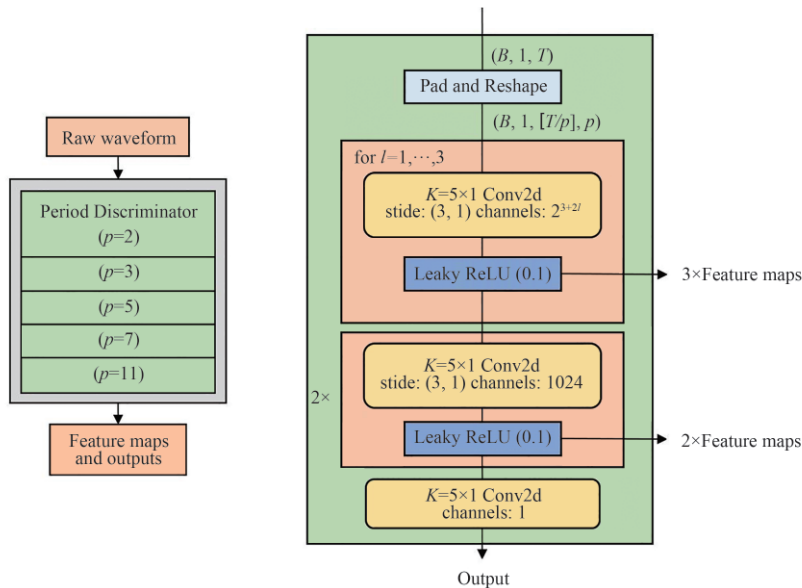 Raw waveform
Period Discriminator
(p=2)
(p=3)
(p=5)
(p=7)
(p=11)
Feature maps
and outputs
(B, 1, T)
Pad and Reshape
(B, 1, [T/p], p)
for l=1,⋯,3
K=5×1 Conv2d
stide: (3, 1) channels: 2³⁺²ˡ
Leaky ReLU (0.1)
3×Feature maps
2×
K=5×1 Conv2d
stide: (3, 1) channels: 1024
Leaky ReLU (0.1)
2×Feature maps
K=5×1 Conv2d
channels: 1
Output